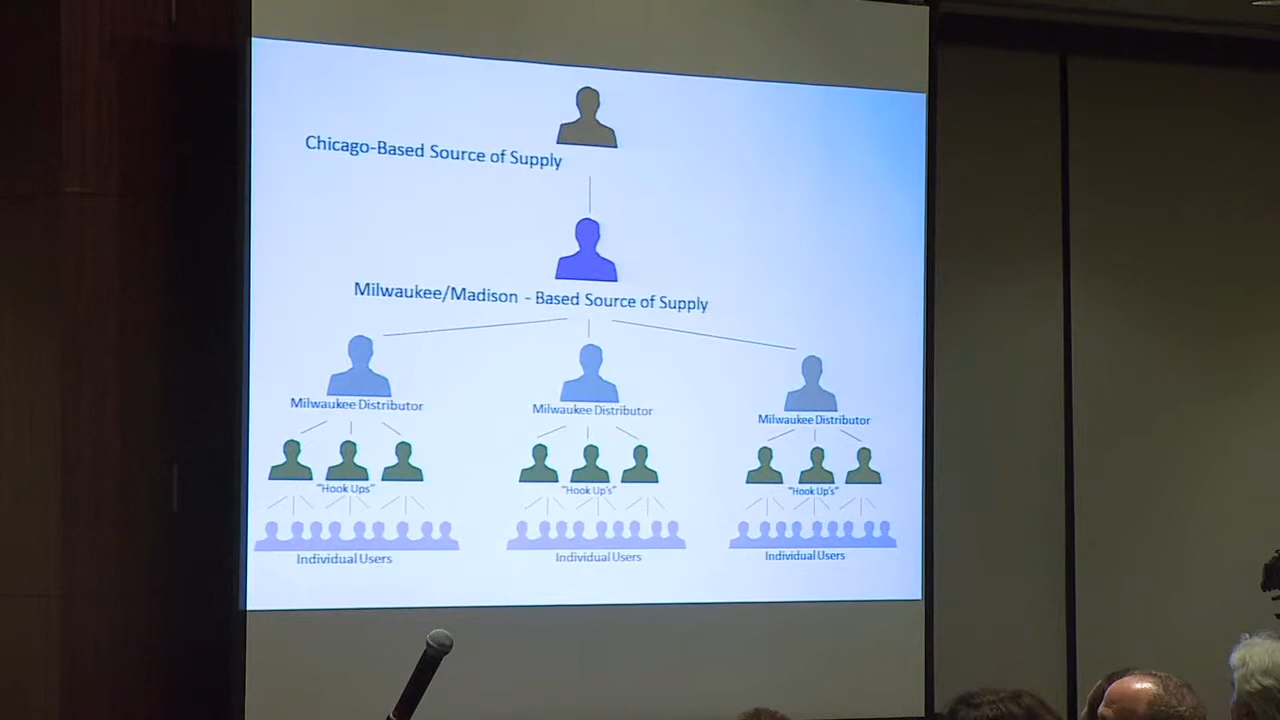 Chicago-Based Source of Supply
Milwaukee/Madison - Based Source of Supply
Milwaukee Distributor
Milwaukee Distributor
Milwaukee Distributor
"Hook Ups"
"Hook Up's"
"Hook Up's"
Individual Users
Individual Users
Individual Users